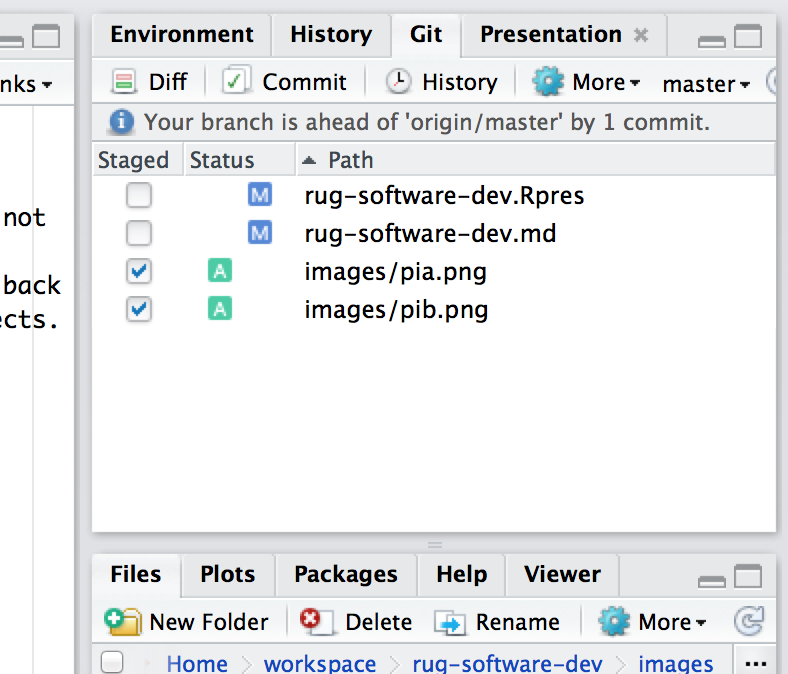 Environment History Git Presentation
nks Diff Commit History More master
Your branch is ahead of 'origin/master' by 1 commit.
Staged Status Path
M rug-software-dev.Rpres
not
M rug-software-dev.md
A images/pia.png
back
A images/pib.png
ects.
Files Plots Packages Help Viewer
New Folder Delete Rename More
Home workspace rug-software-dev images ...